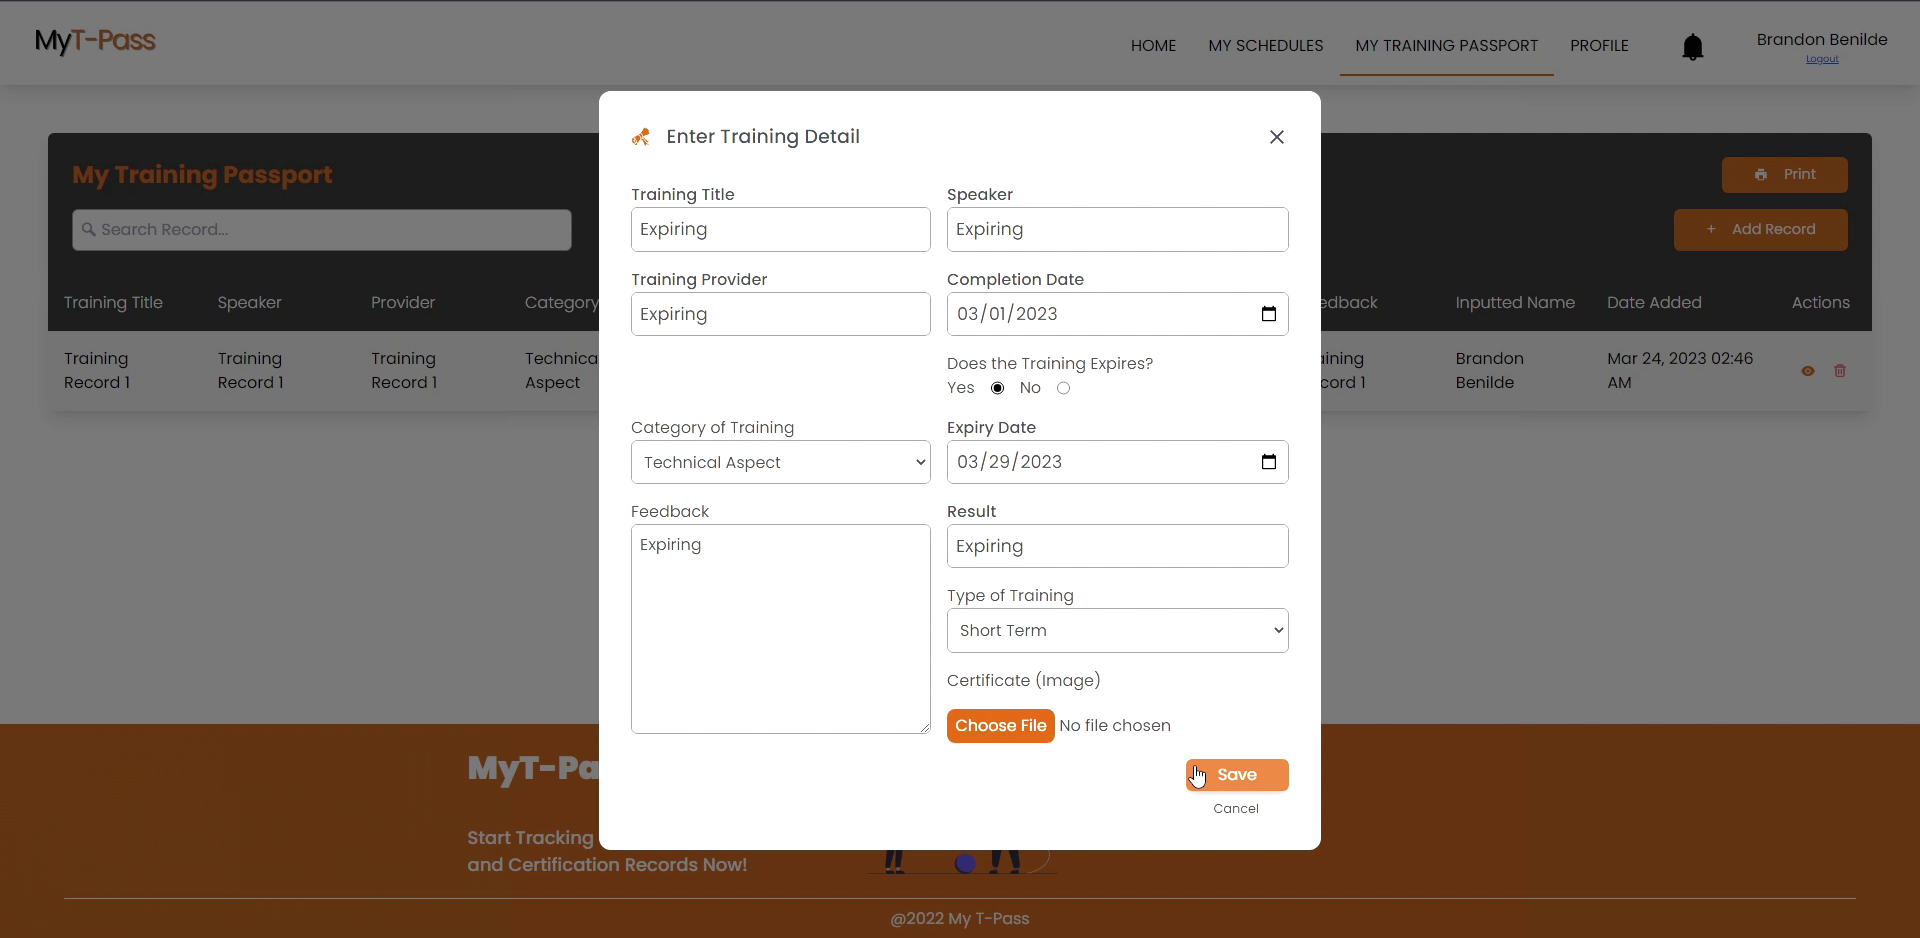 MyT-Pass
HOME
MY SCHEDULES
MY TRAINING PASSPORT
PROFILE
Brandon Benilde
Logout
My Training Passport
Search Record...
Print
+ Add Record
Training Title
Speaker
Provider
Category
edback
Inputted Name
Date Added
Actions
Training
Record 1
Training
Record 1
Training
Record 1
Technica
Aspect
aining
cord 1
Brandon
Benilde
Mar 24, 2023 02:46
AM
Enter Training Detail
Training Title
Expiring
Speaker
Expiring
Training Provider
Expiring
Completion Date
03/01/2023
Does the Training Expires?
Yes
No
Category of Training
Technical Aspect
Expiry Date
03/29/2023
Feedback
Expiring
Result
Expiring
Type of Training
Short Term
Certificate (Image)
Choose File No file chosen
Save
Cancel
MyT-Pa
Start Tracking
and Certification Records Now!
@2022 My T-Pass